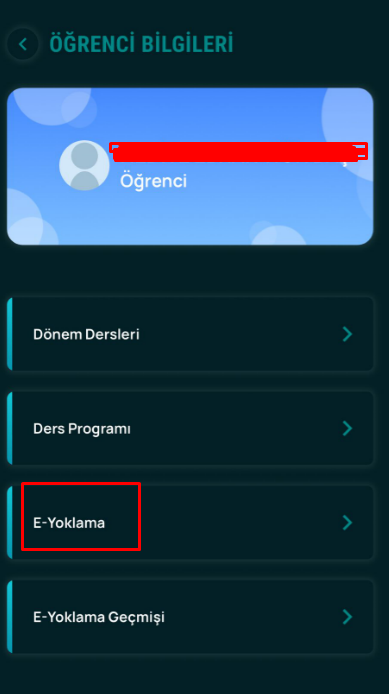 ÖĞRENCİ BİLGİLERİ
Öğrenci
Dönem Dersleri
Ders Programı
E-Yoklama
E-Yoklama Geçmişi